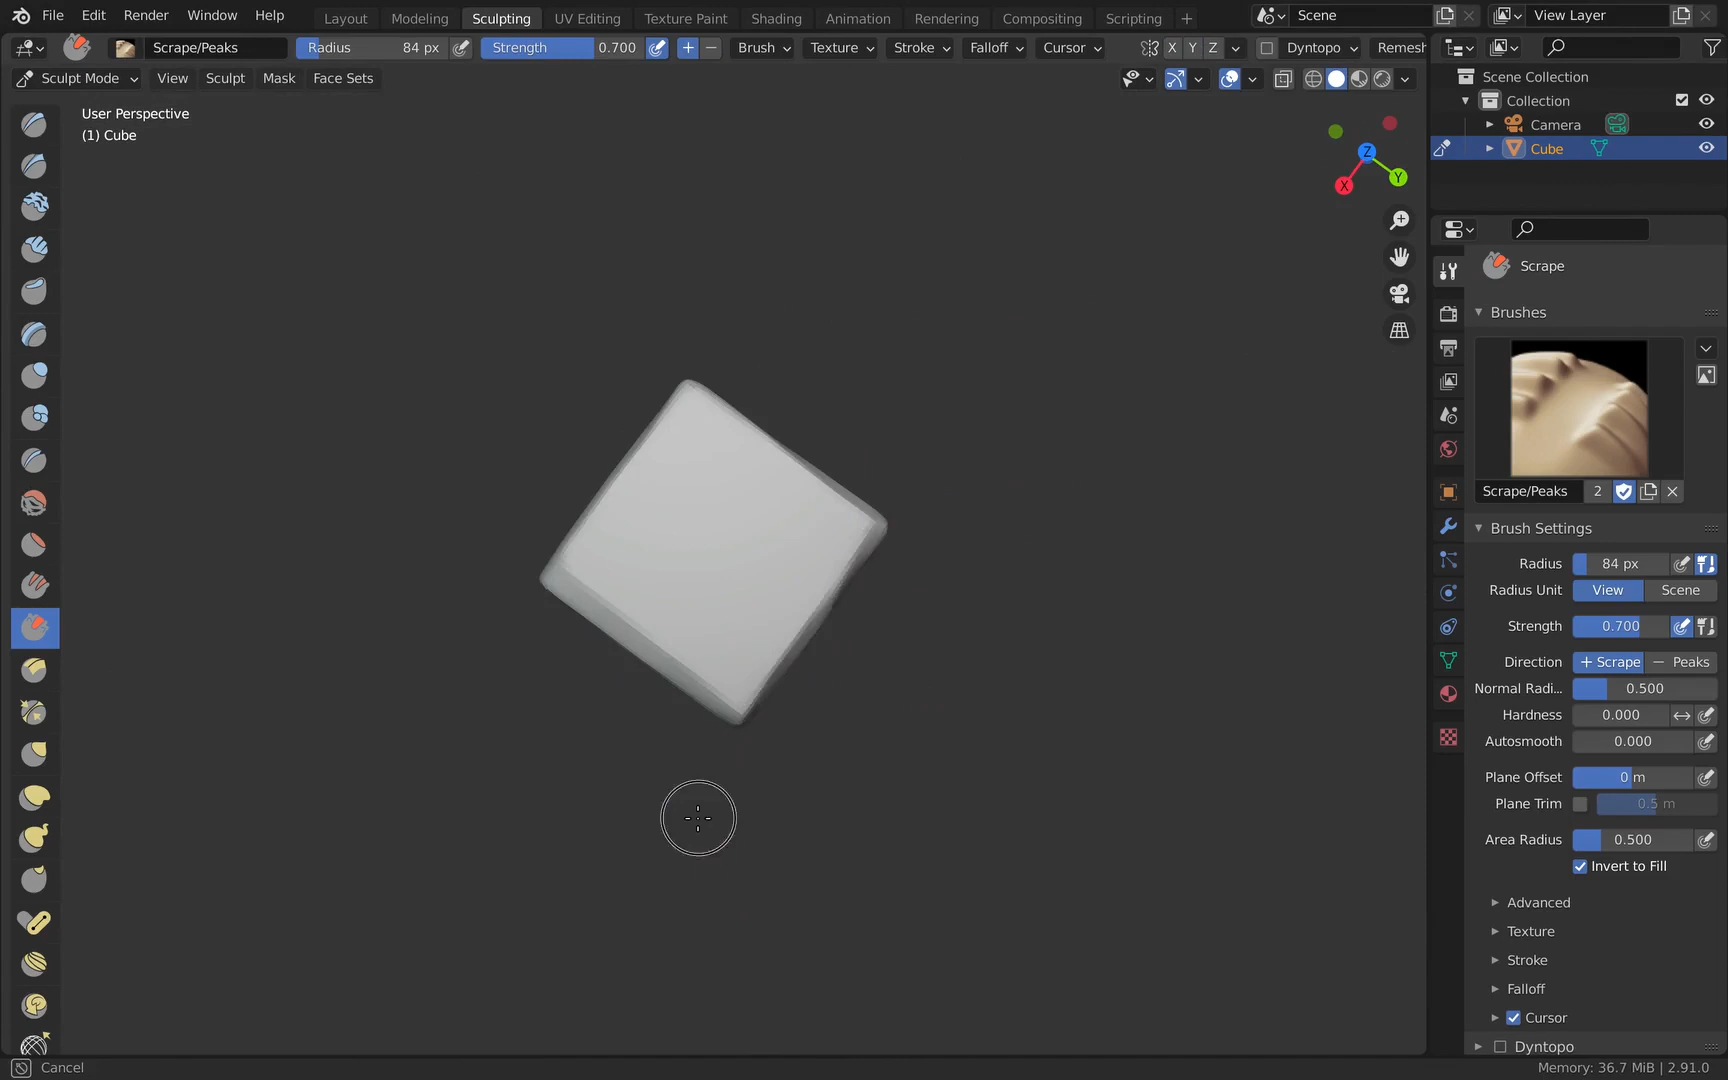 File Edit Render Window Help
Layout Modeling Sculpting UV Editing Texture Paint Shading Animation Rendering Compositing Scripting +
Scene
View Layer
Scrape/Peaks
Radius 84 px
Strength 0.700
+ −
Brush Texture Stroke Falloff Cursor
X Y Z
Dyntopo
Remesh
Sculpt Mode View Sculpt Mask Face Sets
User Perspective
(1) Cube
Z
Y
X
Scene Collection
Collection
Camera
Cube
Scrape
Brushes
Scrape/Peaks 2
Brush Settings
Radius 84 px
Radius Unit View Scene
Strength 0.700
Direction + Scrape − Peaks
Normal Radi... 0.500
Hardness 0.000
Autosmooth 0.000
Plane Offset 0 m
Plane Trim 0.5 m
Area Radius 0.500
Invert to Fill
Advanced
Texture
Stroke
Falloff
Cursor
Dyntopo
Cancel
Memory: 36.7 MiB | 2.91.0